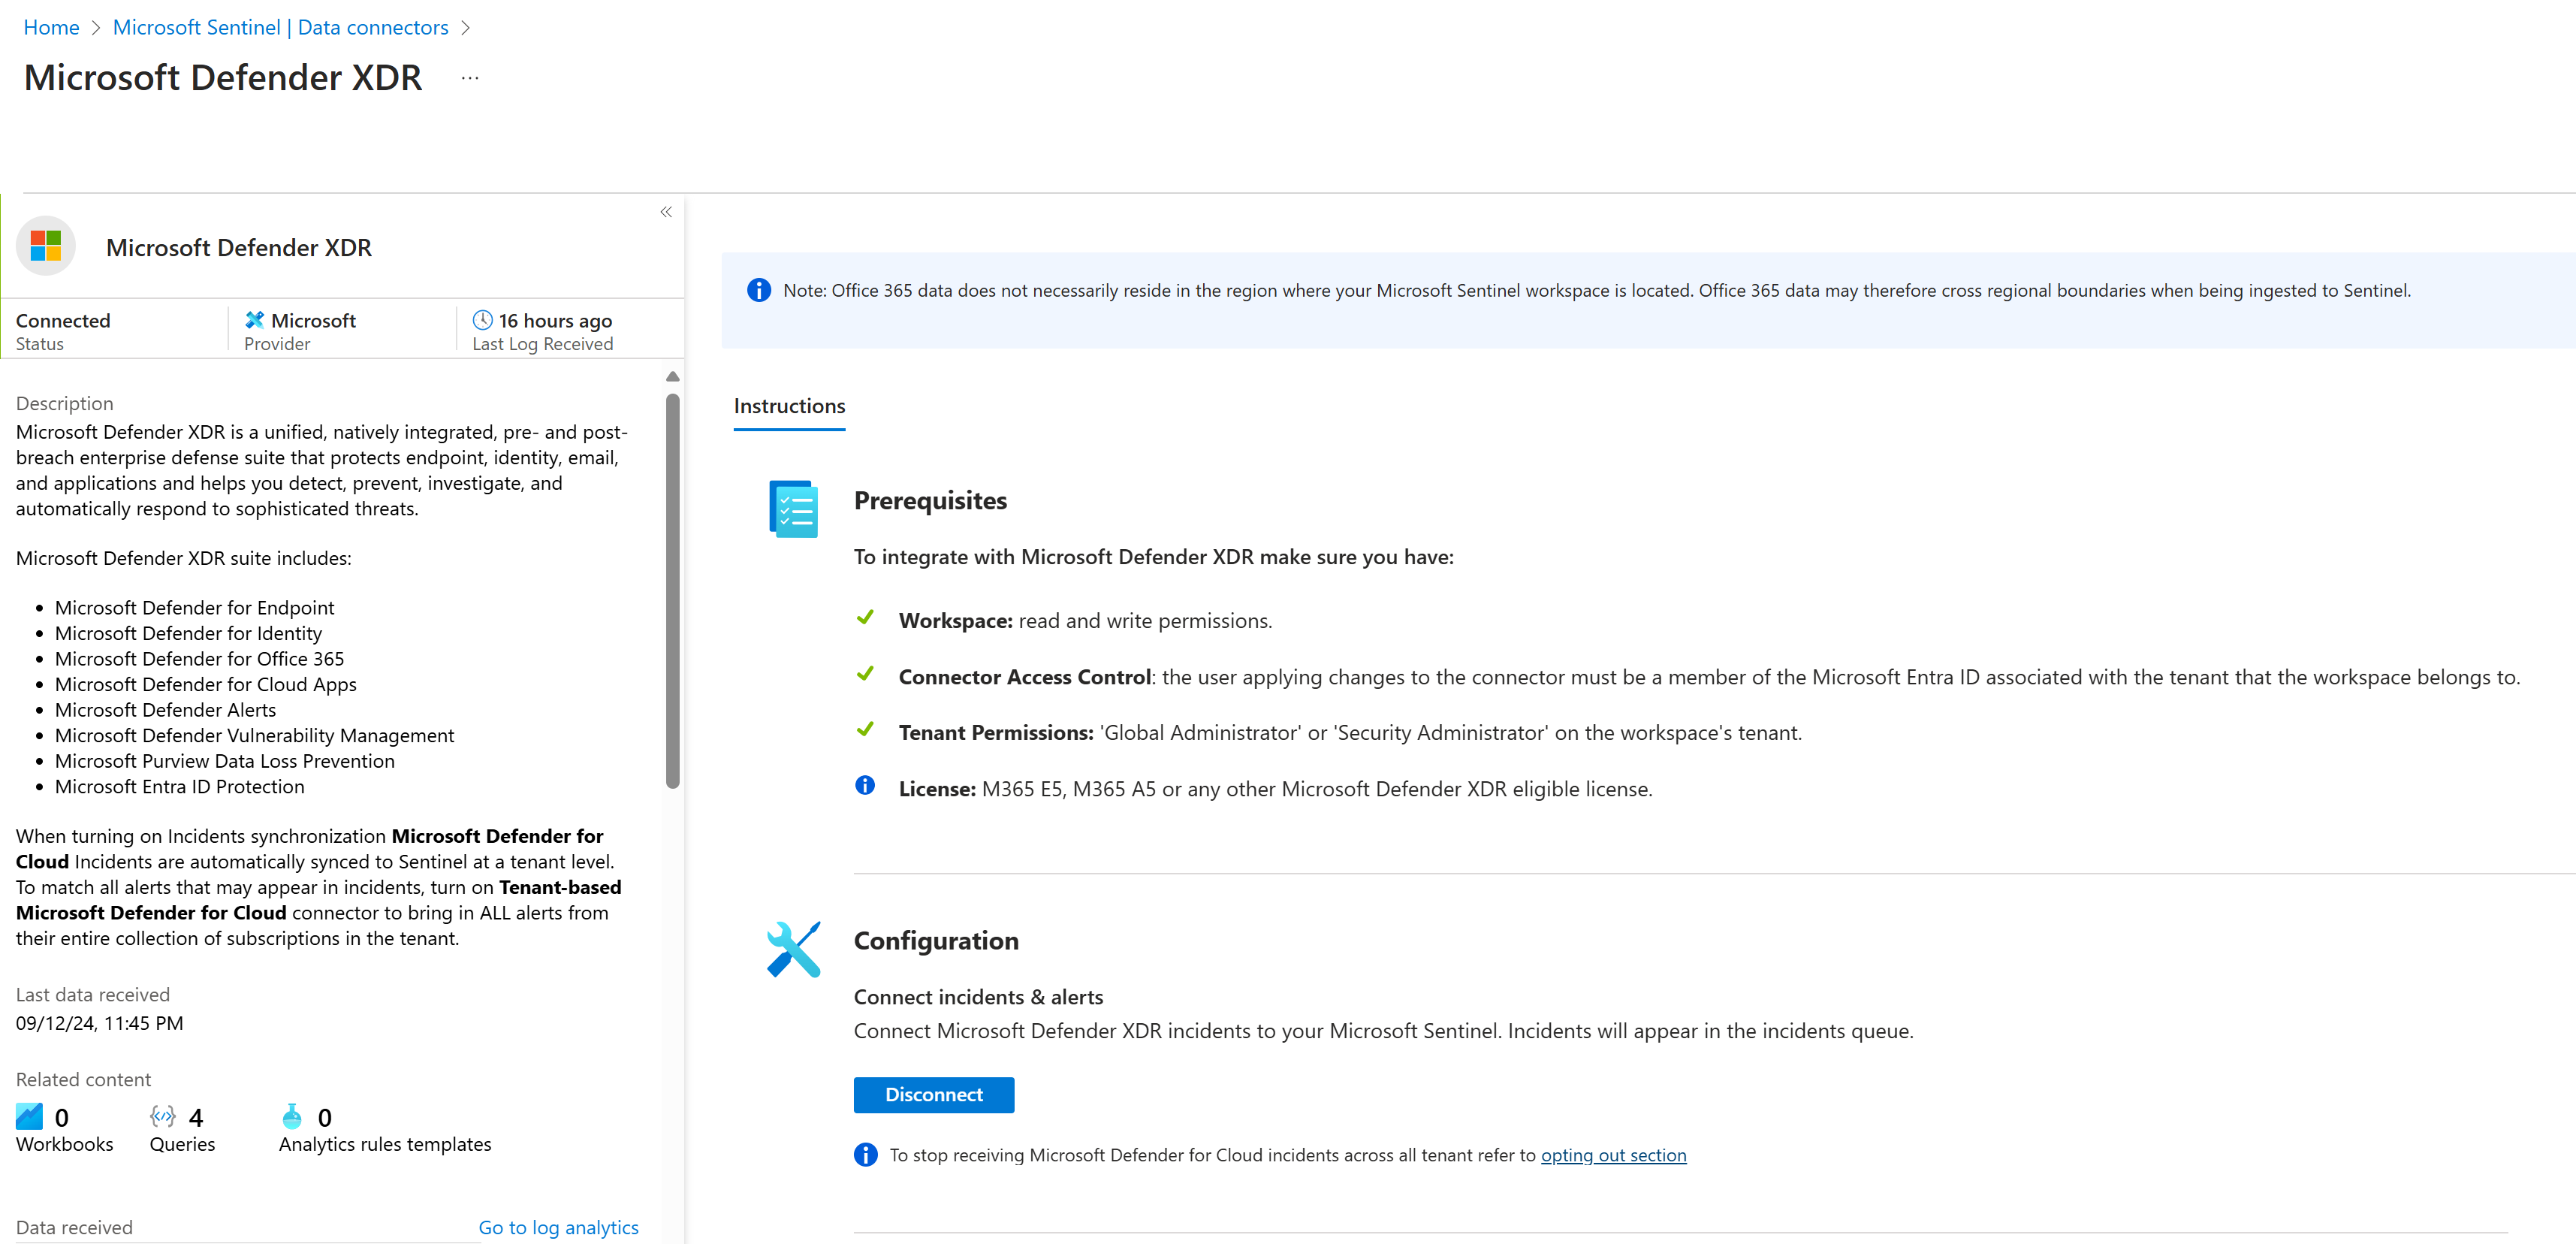 Home > Microsoft Sentinel | Data connectors >
Microsoft Defender XDR ...
Microsoft Defender XDR
Connected
Status
Microsoft
Provider
16 hours ago
Last Log Received
Description
Microsoft Defender XDR is a unified, natively integrated, pre- and post-
breach enterprise defense suite that protects endpoint, identity, email,
and applications and helps you detect, prevent, investigate, and
automatically respond to sophisticated threats.
Microsoft Defender XDR suite includes:
• Microsoft Defender for Endpoint
• Microsoft Defender for Identity
• Microsoft Defender for Office 365
• Microsoft Defender for Cloud Apps
• Microsoft Defender Alerts
• Microsoft Defender Vulnerability Management
• Microsoft Purview Data Loss Prevention
• Microsoft Entra ID Protection
When turning on Incidents synchronization Microsoft Defender for
Cloud Incidents are automatically synced to Sentinel at a tenant level.
To match all alerts that may appear in incidents, turn on Tenant-based
Microsoft Defender for Cloud connector to bring in ALL alerts from
their entire collection of subscriptions in the tenant.
Last data received
09/12/24, 11:45 PM
Related content
0
Workbooks
4
Queries
0
Analytics rules templates
Data received
Go to log analytics
Note: Office 365 data does not necessarily reside in the region where your Microsoft Sentinel workspace is located. Office 365 data may therefore cross regional boundaries when being ingested to Sentinel.
Instructions
Prerequisites
To integrate with Microsoft Defender XDR make sure you have:
Workspace: read and write permissions.
Connector Access Control: the user applying changes to the connector must be a member of the Microsoft Entra ID associated with the tenant that the workspace belongs to.
Tenant Permissions: 'Global Administrator' or 'Security Administrator' on the workspace's tenant.
License: M365 E5, M365 A5 or any other Microsoft Defender XDR eligible license.
Configuration
Connect incidents & alerts
Connect Microsoft Defender XDR incidents to your Microsoft Sentinel. Incidents will appear in the incidents queue.
Disconnect
To stop receiving Microsoft Defender for Cloud incidents across all tenant refer to opting out section